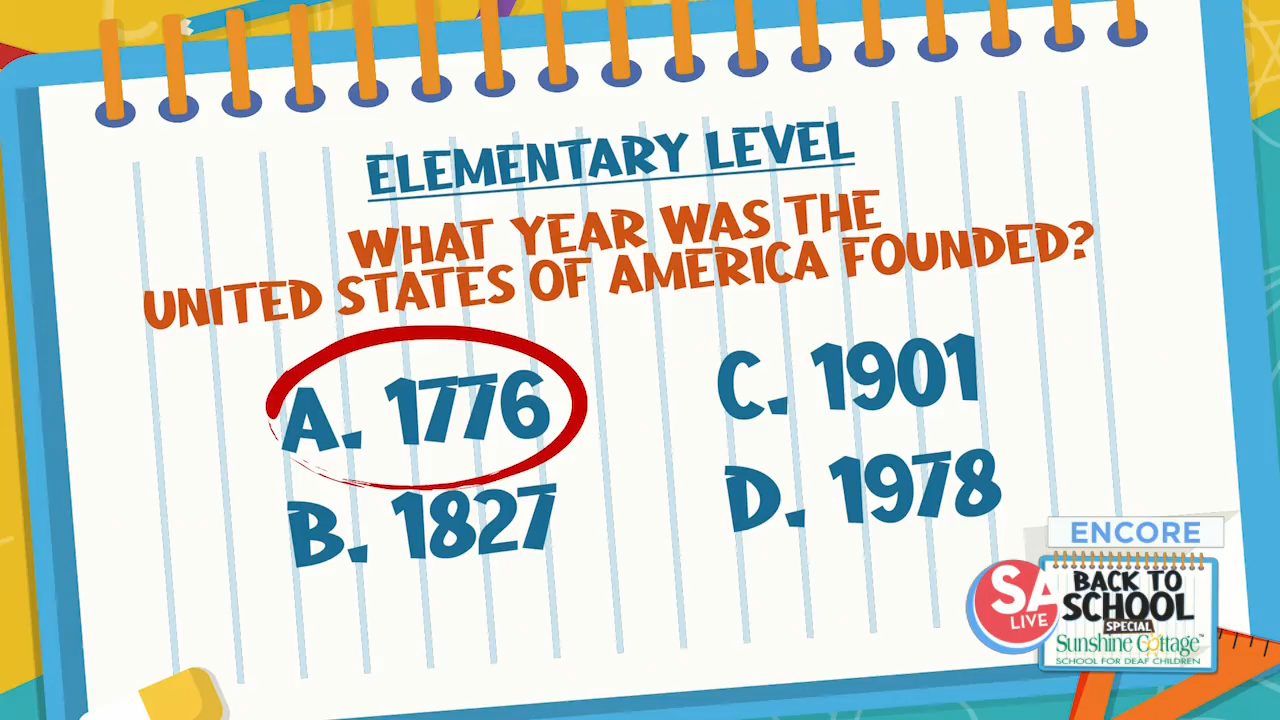 ELEMENTARY LEVEL
WHAT YEAR WAS THE
UNITED STATES OF AMERICA FOUNDED?
A. 1776
B. 1827
C. 1901
D. 1978
ENCORE
SA
LIVE
BACK TO
SCHOOL
SPECIAL
Sunshine Cottage™
SCHOOL FOR DEAF CHILDREN